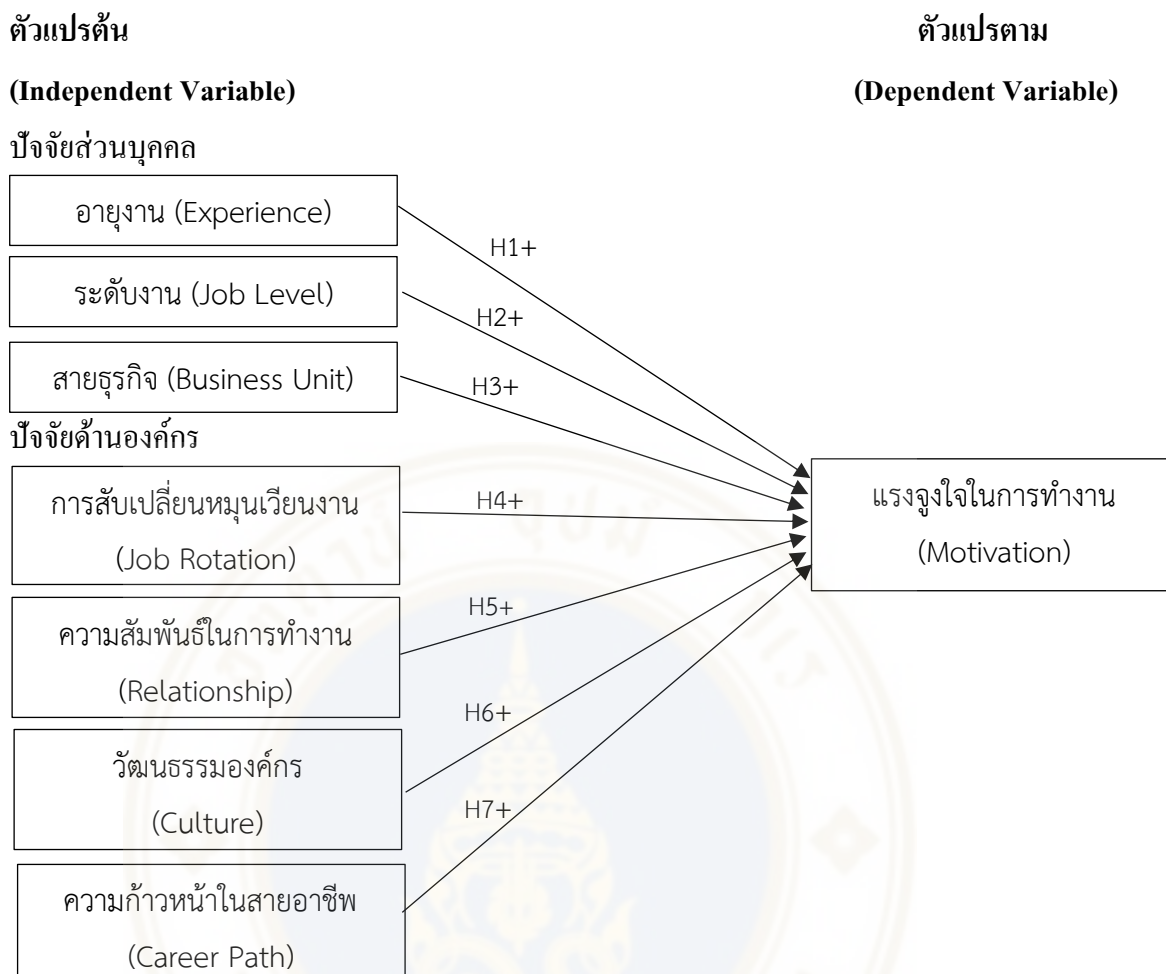 ตัวแปรต้น
(Independent Variable)
ตัวแปรตาม
(Dependent Variable)
ปัจจัยส่วนบุคคล
อายุงาน (Experience)
H1+
ระดับงาน (Job Level)
H2+
สายธุรกิจ (Business Unit)
H3+
ปัจจัยด้านองค์กร
การสับเปลี่ยนหมุนเวียนงาน
(Job Rotation)
H4+
แรงจูงใจในการทำงาน
(Motivation)
ความสัมพันธ์ในการทำงาน
(Relationship)
H5+
วัฒนธรรมองค์กร
(Culture)
H6+
ความก้าวหน้าในสายอาชีพ
(Career Path)
H7+